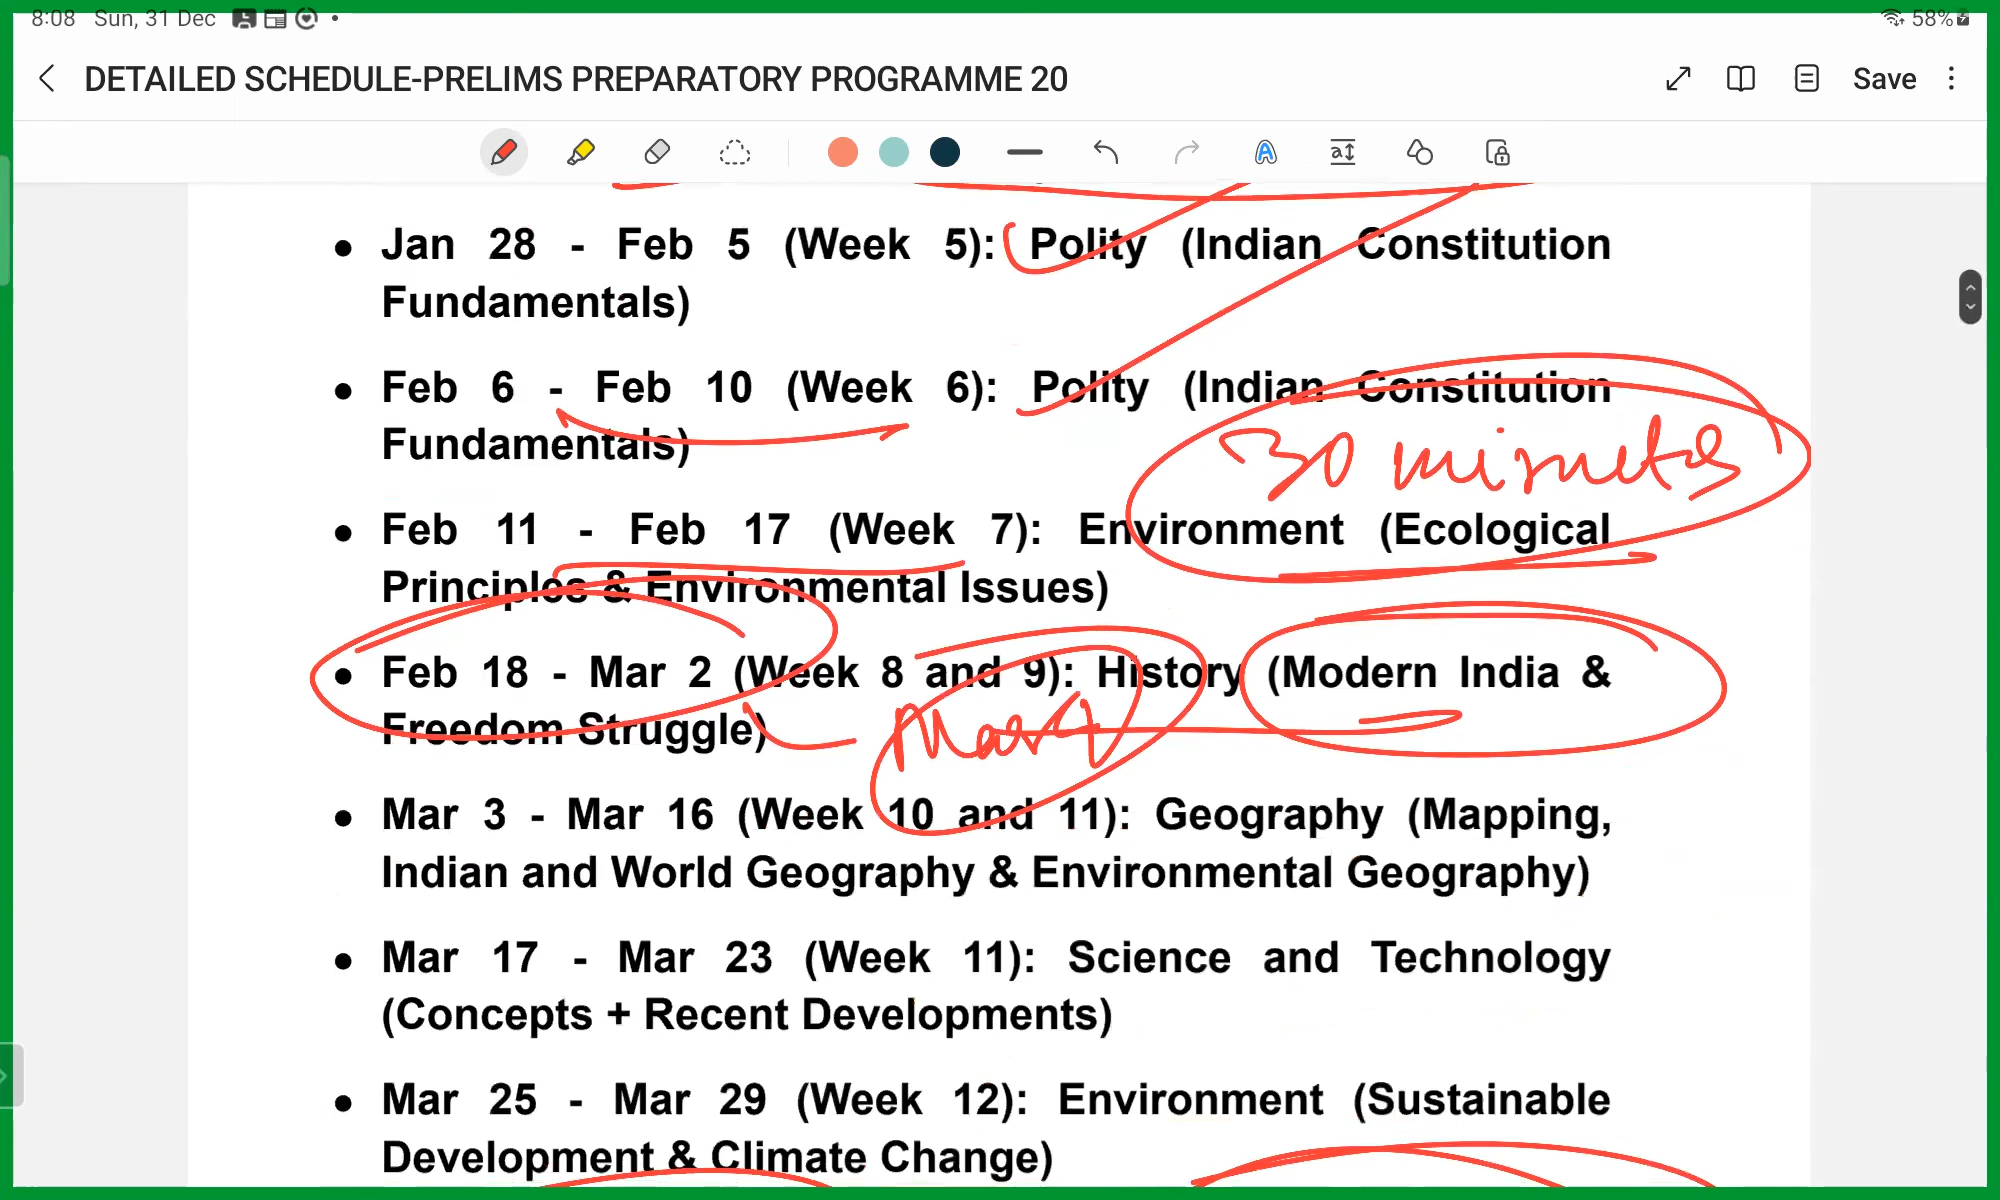 8:08 Sun, 31 Dec 58%
DETAILED SCHEDULE-PRELIMS PREPARATORY PROGRAMME 20 Save
A a
• Jan 28 - Feb 5 (Week 5): Polity (Indian Constitution
Fundamentals)
• Feb 6 - Feb 10 (Week 6): Polity (Indian Constitution
Fundamentals)
30 minutes
• Feb 11 - Feb 17 (Week 7): Environment (Ecological
Principles & Environmental Issues)
• Feb 18 - Mar 2 (Week 8 and 9): History (Modern India &
Freedom Struggle)
• Mar 3 - Mar 16 (Week 10 and 11): Geography (Mapping,
Indian and World Geography & Environmental Geography)
• Mar 17 - Mar 23 (Week 11): Science and Technology
(Concepts + Recent Developments)
• Mar 25 - Mar 29 (Week 12): Environment (Sustainable
Development & Climate Change)